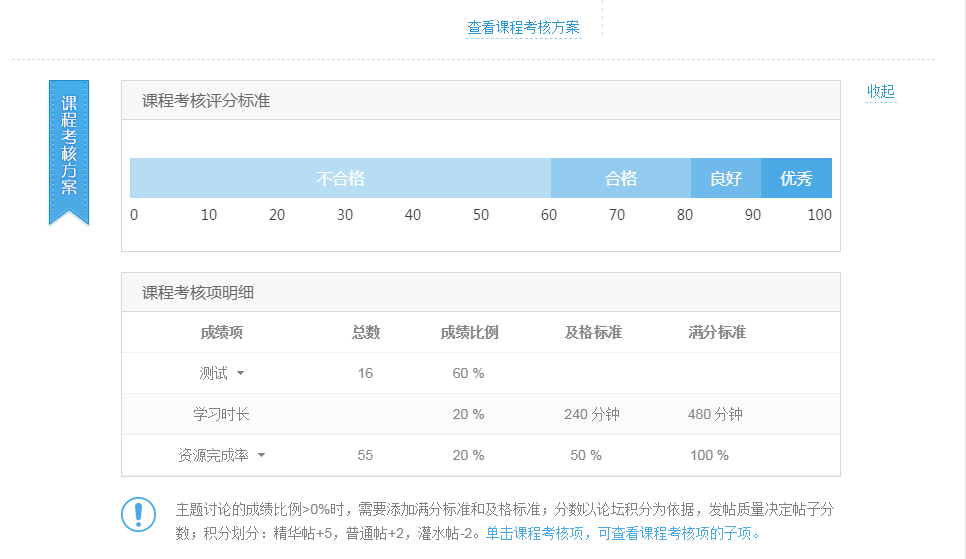 查看课程考核方案
课程考核方案
课程考核评分标准
收起
不合格 合格 良好 优秀
0 10 20 30 40 50 60 70 80 90 100
课程考核项明细
成绩项 总数 成绩比例 及格标准 满分标准
测试 16 60 %
学习时长 20 % 240 分钟 480 分钟
资源完成率 55 20 % 50 % 100 %
主题讨论的成绩比例>0%时，需要添加满分标准和及格标准；分数以论坛积分为依据，发帖质量决定帖子分
数；积分划分：精华帖+5，普通帖+2，灌水帖-2。单击课程考核项，可查看课程考核项的子项。